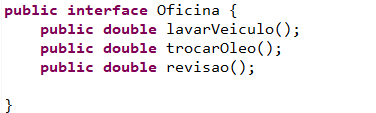 public interface Oficina {
    public double lavarVeiculo();
    public double trocarOleo();
    public double revisao();
}